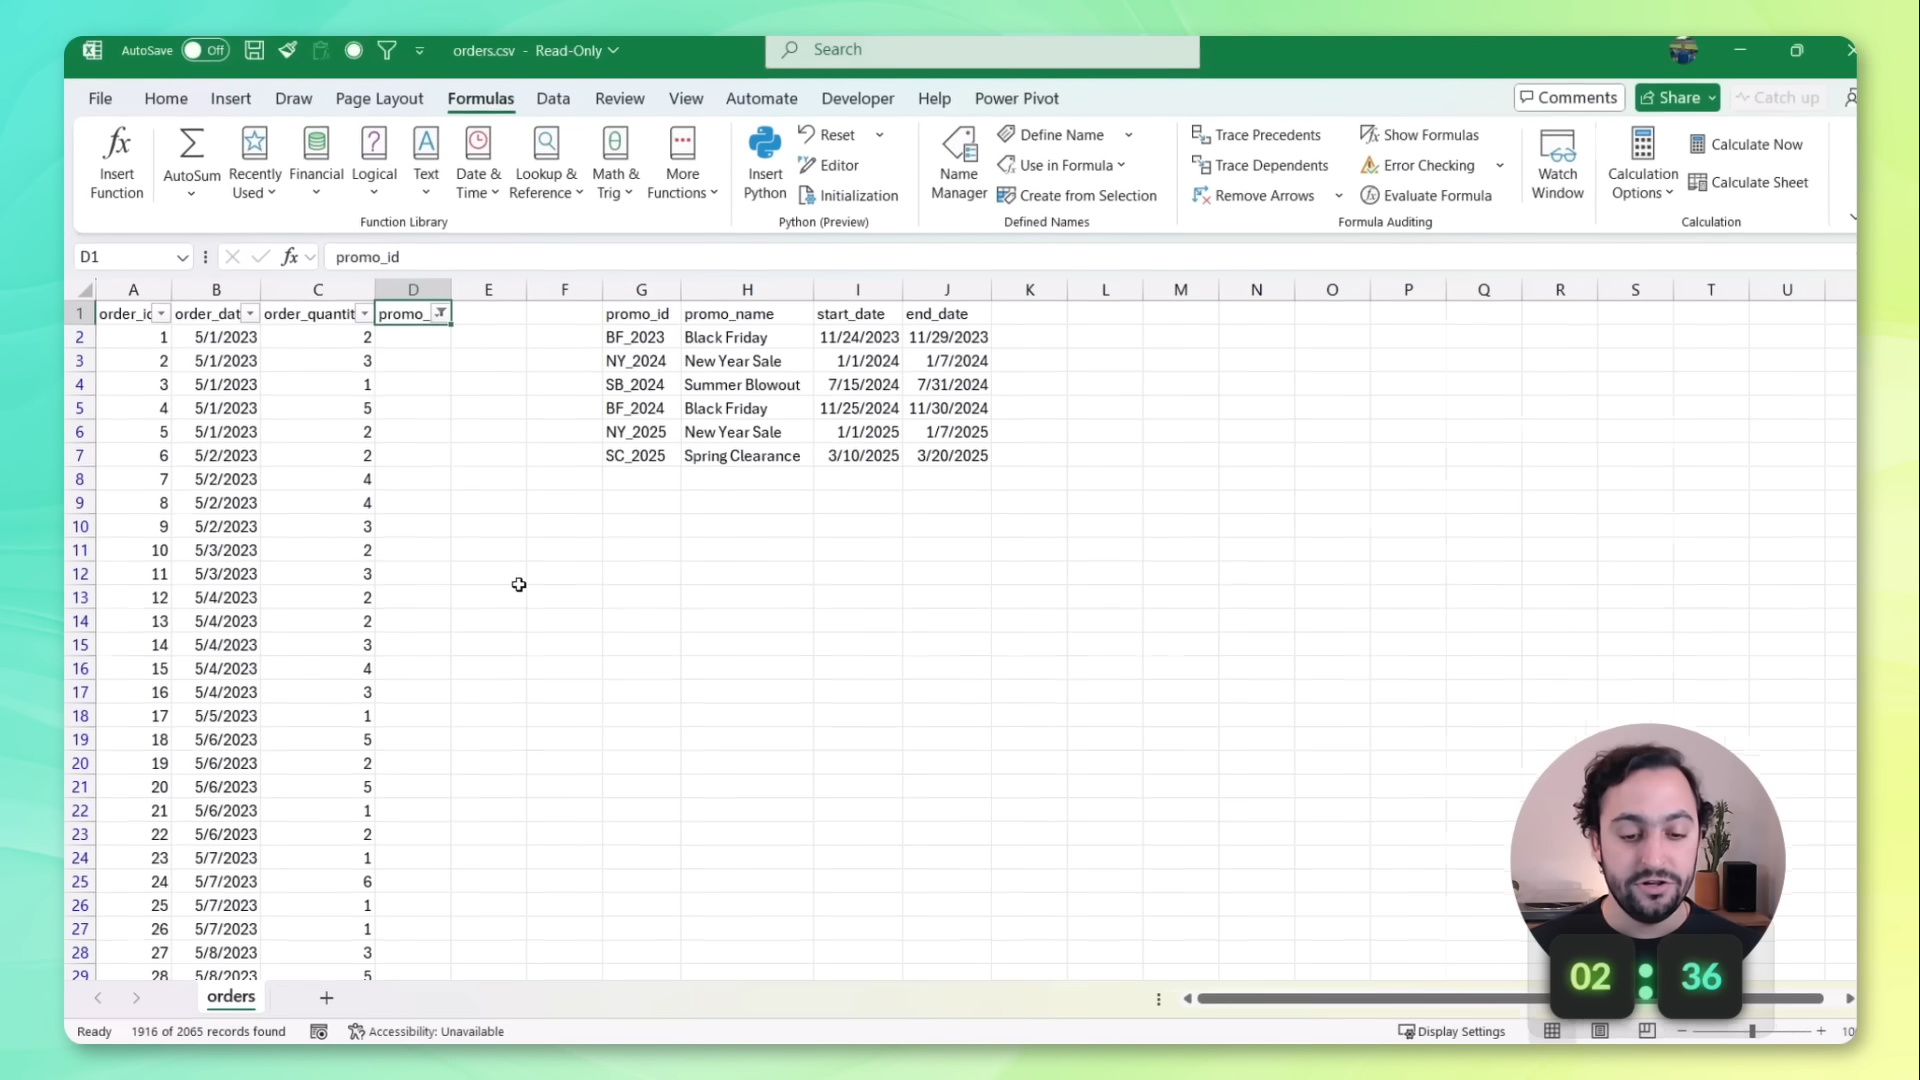 AutoSave Off orders.csv - Read-Only Search
File Home Insert Draw Page Layout Formulas Data Review View Automate Developer Help Power Pivot Comments Share Catch up
Insert Function
AutoSum
Recently Used
Financial
Logical
Text
Date & Time
Lookup & Reference
Math & Trig
More Functions
Function Library
Insert Python
Reset
Editor
Initialization
Python (Preview)
Name Manager
Define Name
Use in Formula
Create from Selection
Defined Names
Trace Precedents
Trace Dependents
Remove Arrows
Show Formulas
Error Checking
Evaluate Formula
Formula Auditing
Watch Window
Calculation Options
Calculate Now
Calculate Sheet
Calculation
D1 fx promo_id
A B C D E F G H I J K L M N O P Q R S T U
1 order_ic order_dat order_quantit promo_ promo_id promo_name start_date end_date
2 1 5/1/2023 2 BF_2023 Black Friday 11/24/2023 11/29/2023
3 2 5/1/2023 3 NY_2024 New Year Sale 1/1/2024 1/7/2024
4 3 5/1/2023 1 SB_2024 Summer Blowout 7/15/2024 7/31/2024
5 4 5/1/2023 5 BF_2024 Black Friday 11/25/2024 11/30/2024
6 5 5/1/2023 2 NY_2025 New Year Sale 1/1/2025 1/7/2025
7 6 5/2/2023 2 SC_2025 Spring Clearance 3/10/2025 3/20/2025
8 7 5/2/2023 4
9 8 5/2/2023 4
10 9 5/2/2023 3
11 10 5/3/2023 2
12 11 5/3/2023 3
13 12 5/4/2023 2
14 13 5/4/2023 2
15 14 5/4/2023 3
16 15 5/4/2023 4
17 16 5/4/2023 3
18 17 5/5/2023 1
19 18 5/6/2023 5
20 19 5/6/2023 2
21 20 5/6/2023 5
22 21 5/6/2023 1
23 22 5/6/2023 2
24 23 5/7/2023 1
25 24 5/7/2023 6
26 25 5/7/2023 1
27 26 5/7/2023 1
28 27 5/8/2023 3
29 28 5/8/2023 5
02 : 36
orders
Ready 1916 of 2065 records found Accessibility: Unavailable Display Settings 10